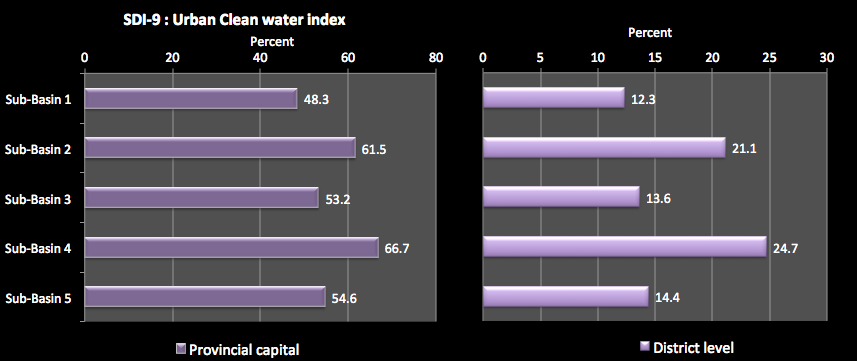 SDI-9 : Urban Clean water index
Percent
0 20 40 60 80
Sub-Basin 1 48.3
Sub-Basin 2 61.5
Sub-Basin 3 53.2
Sub-Basin 4 66.7
Sub-Basin 5 54.6
Provincial capital
Percent
0 5 10 15 20 25 30
12.3
21.1
13.6
24.7
14.4
District level